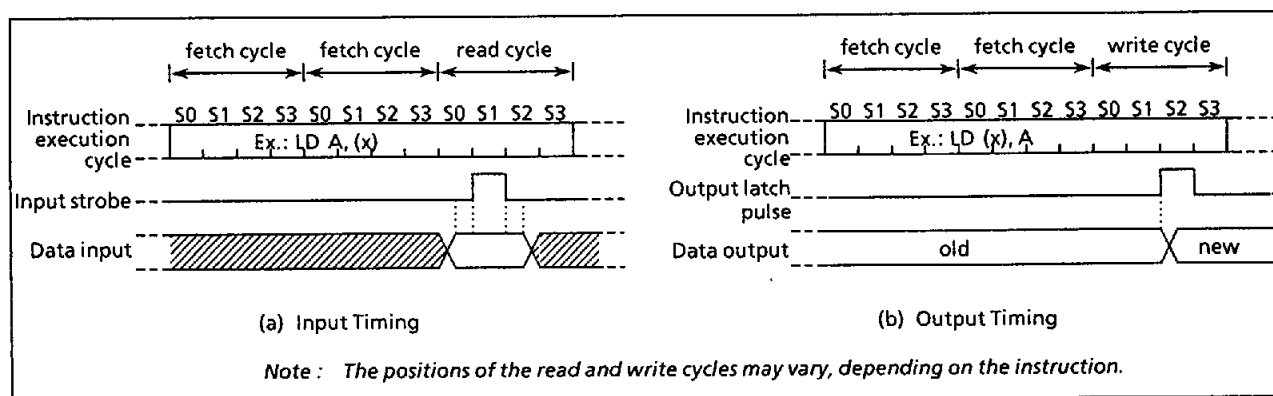 fetch cycle fetch cycle read cycle
S0 S1 S2 S3 S0 S1 S2 S3 S0 S1 S2 S3
Instruction
execution
cycle
Ex.: LD A, (x)
Input strobe
Data input
(a) Input Timing
fetch cycle fetch cycle write cycle
S0 S1 S2 S3 S0 S1 S2 S3 S0 S1 S2 S3
Instruction
execution
cycle
Ex.: LD (x), A
Output latch
pulse
Data output
old
new
(b) Output Timing
Note : The positions of the read and write cycles may vary, depending on the instruction.